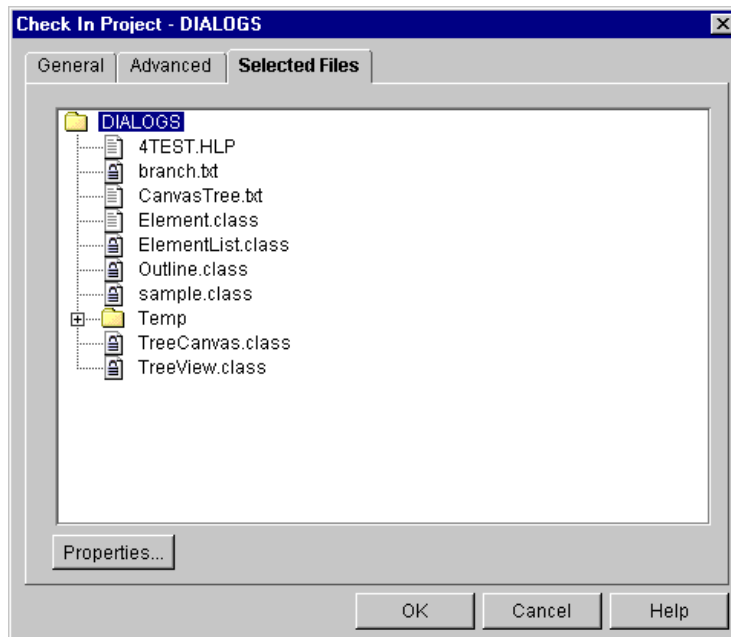 Check In Project - DIALOGS
General Advanced Selected Files
DIALOGS
4TEST.HLP
branch.txt
CanvasTree.txt
Element.class
ElementList.class
Outline.class
sample.class
Temp
TreeCanvas.class
TreeView.class
Properties...
OK Cancel Help